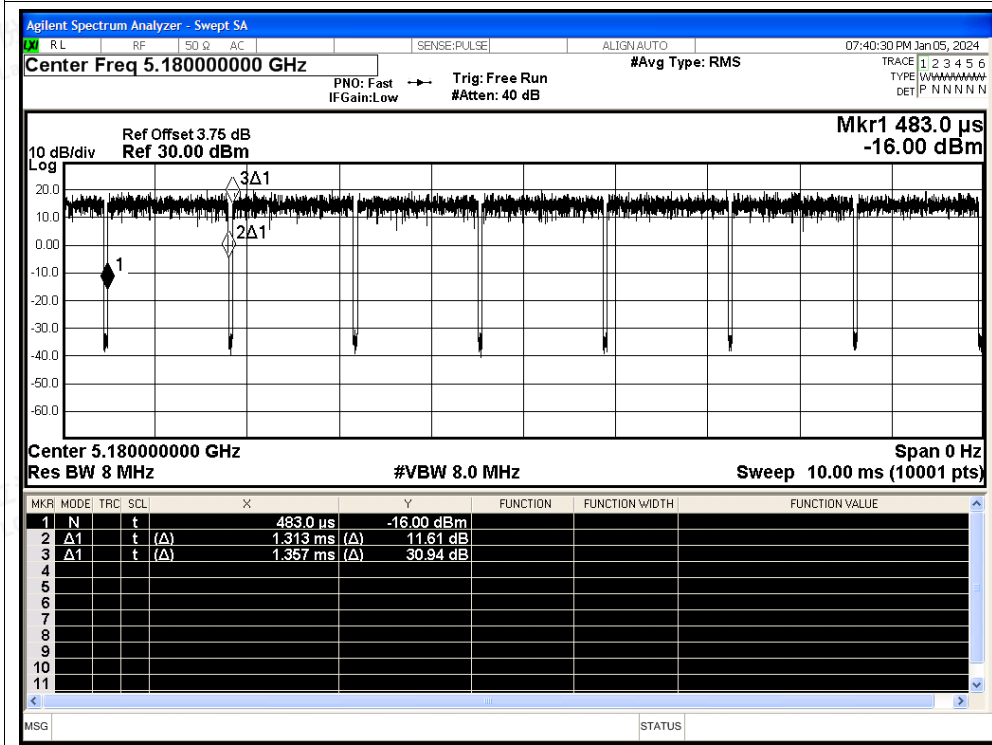 Agilent Spectrum Analyzer - Swept SA
LXI RL RF 50 Ω AC SENSE:PULSE ALIGN AUTO 07:40:30 PM Jan 05, 2024
Center Freq 5.180000000 GHz #Avg Type: RMS TRACE 1 2 3 4 5 6
PNO: Fast Trig: Free Run TYPE W
IFGain:Low #Atten: 40 dB DET P N N N N N
Mkr1 483.0 µs
-16.00 dBm
Ref Offset 3.75 dB
10 dB/div Ref 30.00 dBm
Log
3Δ1
20.0
10.0
2Δ1
0.00
1
-10.0
-20.0
-30.0
-40.0
-50.0
-60.0
Center 5.180000000 GHz Span 0 Hz
Res BW 8 MHz #VBW 8.0 MHz Sweep 10.00 ms (10001 pts)
MKR MODE TRC SCL X Y FUNCTION FUNCTION WIDTH FUNCTION VALUE
1 N t 483.0 µs -16.00 dBm
2 Δ1 t (Δ) 1.313 ms (Δ) 11.61 dB
3 Δ1 t (Δ) 1.357 ms (Δ) 30.94 dB
4
5
6
7
8
9
10
11
MSG STATUS